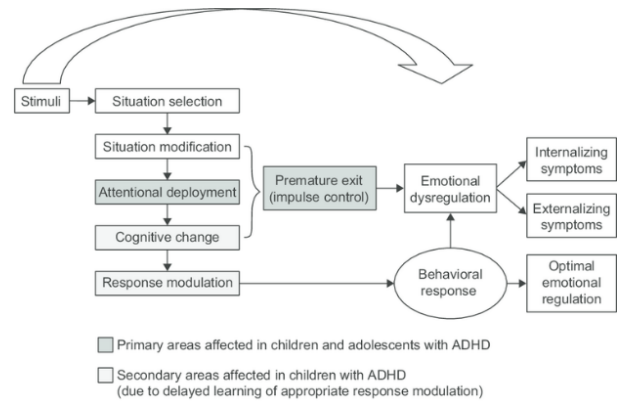 Stimuli
Situation selection
Situation modification
Attentional deployment
Cognitive change
Response modulation
Premature exit
(impulse control)
Emotional
dysregulation
Internalizing
symptoms
Externalizing
symptoms
Behavioral
response
Optimal
emotional
regulation
Primary areas affected in children and adolescents with ADHD
Secondary areas affected in children with ADHD
(due to delayed learning of appropriate response modulation)